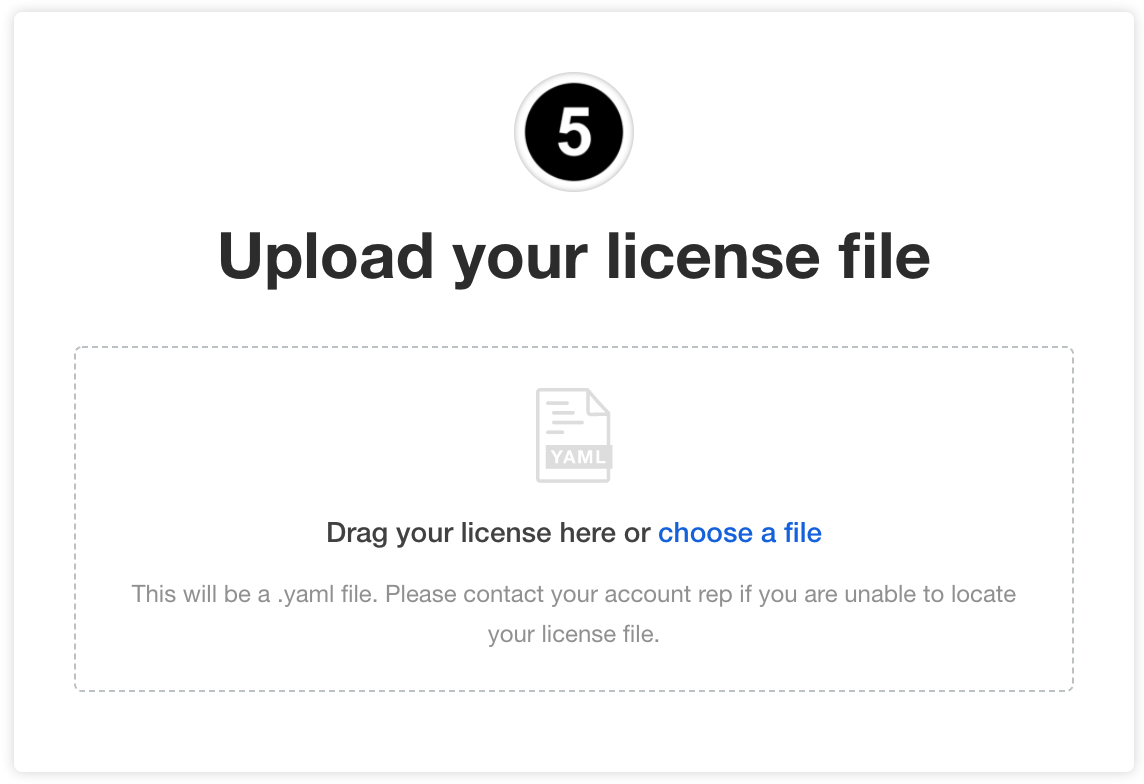 5
Upload your license file
YAML
Drag your license here or choose a file
This will be a .yaml file. Please contact your account rep if you are unable to locate
your license file.